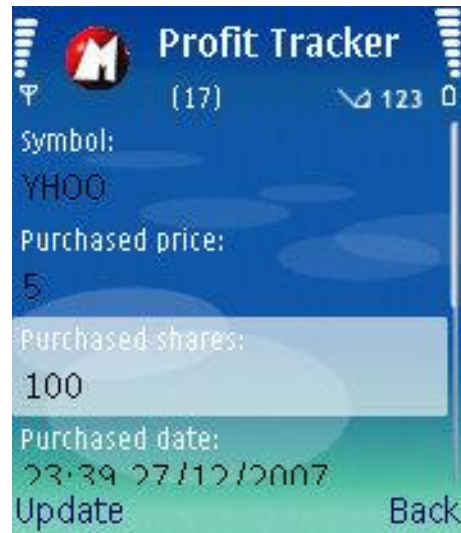 Profit Tracker
(17) 123
Symbol:
YHOO
Purchased price:
5
Purchased shares:
100
Purchased date:
23:39 27/12/2007
Update Back